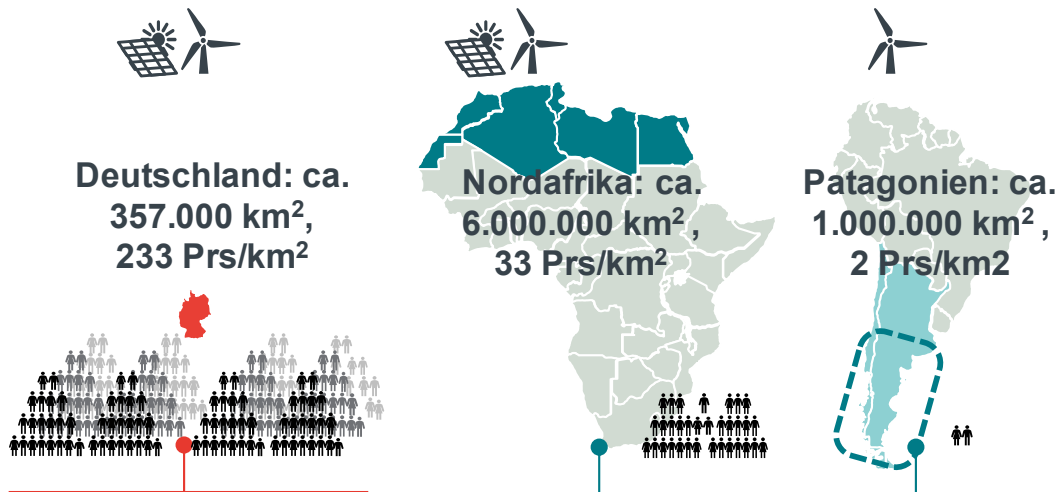 Deutschland: ca.
357.000 km²,
233 Prs/km²
Nordafrika: ca.
6.000.000 km² ,
33 Prs/km²
Patagonien: ca.
1.000.000 km² ,
2 Prs/km2